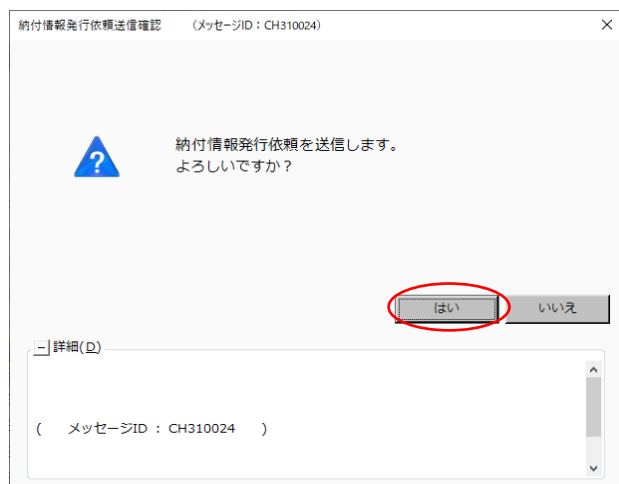 納付情報発行依頼送信確認　　（メッセージID：CH310024）
納付情報発行依頼を送信します。
よろしいですか？
はい
いいえ
詳細(D)
(　メッセージID : CH310024　)